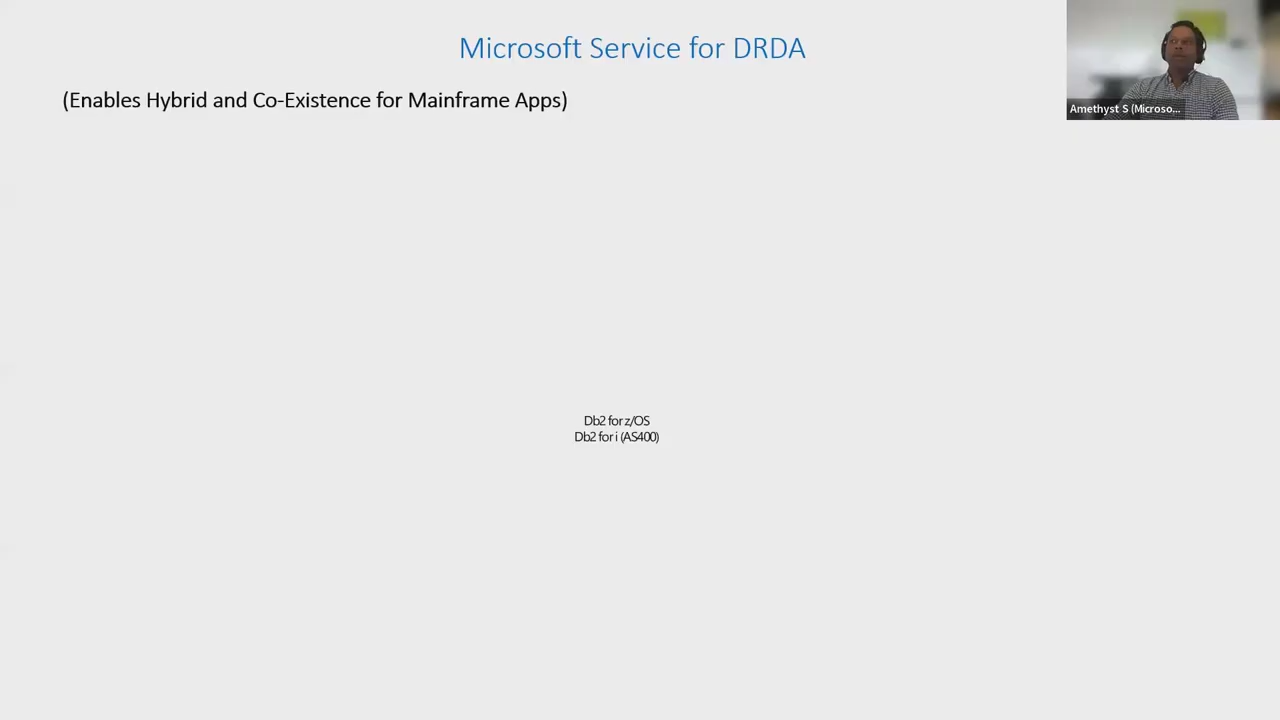 Microsoft Service for DRDA
(Enables Hybrid and Co-Existence for Mainframe Apps)
Amethyst S (Microso...
Db2 for z/OS
Db2 for i (AS400)